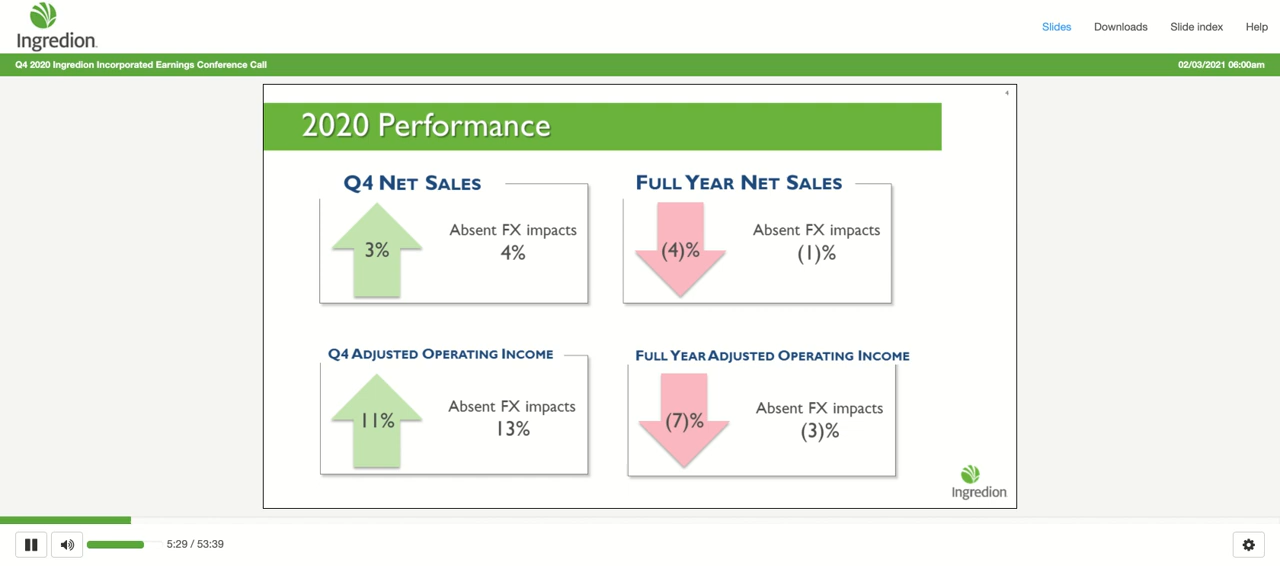 Ingredion.
Slides Downloads Slide index Help
Q4 2020 Ingredion Incorporated Earnings Conference Call 02/03/2021 06:00am
4
2020 Performance
Q4 NET SALES
3%
Absent FX impacts
4%
FULL YEAR NET SALES
(4)%
Absent FX impacts
(1)%
Q4 ADJUSTED OPERATING INCOME
11%
Absent FX impacts
13%
FULL YEAR ADJUSTED OPERATING INCOME
(7)%
Absent FX impacts
(3)%
Ingredion
5:29 / 53:39